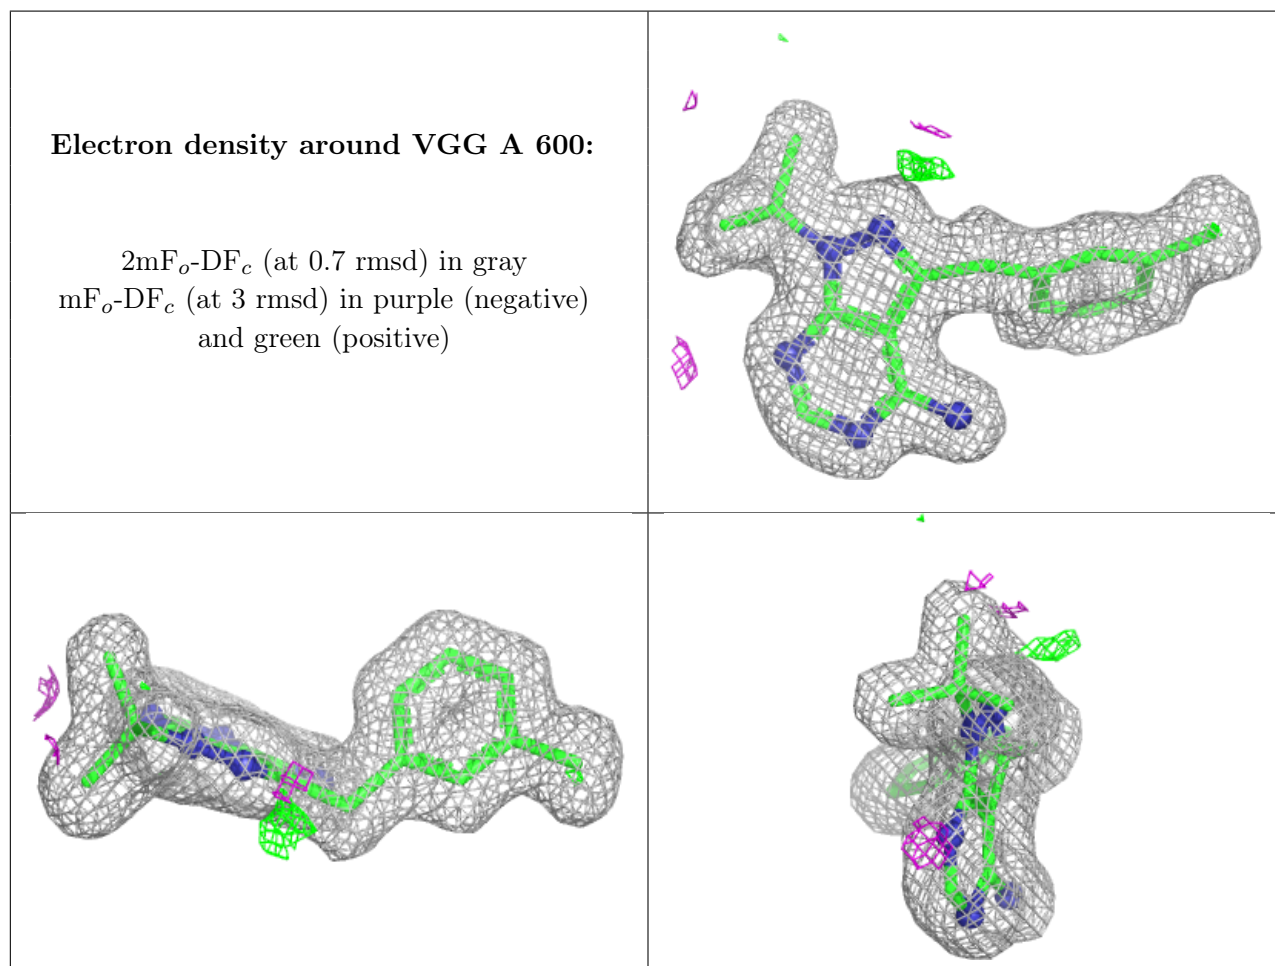 Electron density around VGG A 600:
2mFo-DFc (at 0.7 rmsd) in gray
mFo-DFc (at 3 rmsd) in purple (negative)
and green (positive)